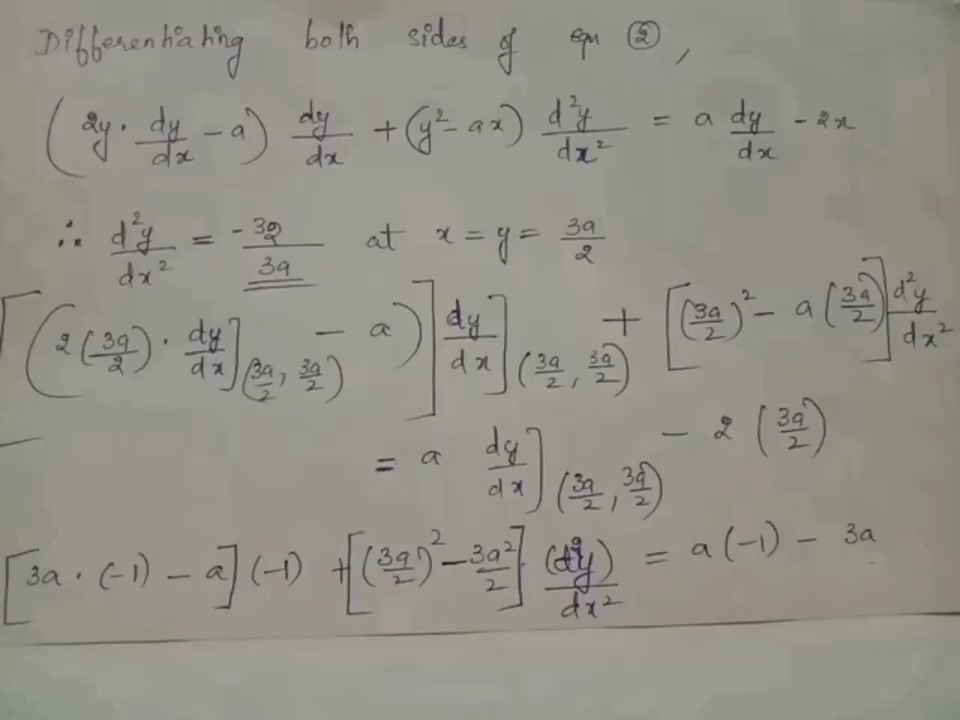 Differentiating both sides of eqn ②,
(2y · dy/dx − a) dy/dx + (y² − ax) d²y/dx² = a dy/dx − 2x
∴ d²y/dx² = −32/3a at x = y = 3a/2
[(2(3a/2) · dy/dx](3a/2, 3a/2) − a)] dy/dx](3a/2, 3a/2) + [(3a/2)² − a(3a/2)] d²y/dx²
= a dy/dx](3a/2, 3a/2) − 2(3a/2)
[3a · (−1) − a](−1) + [(3a/2)² − 3a²/2] · (d²y)/dx² = a(−1) − 3a